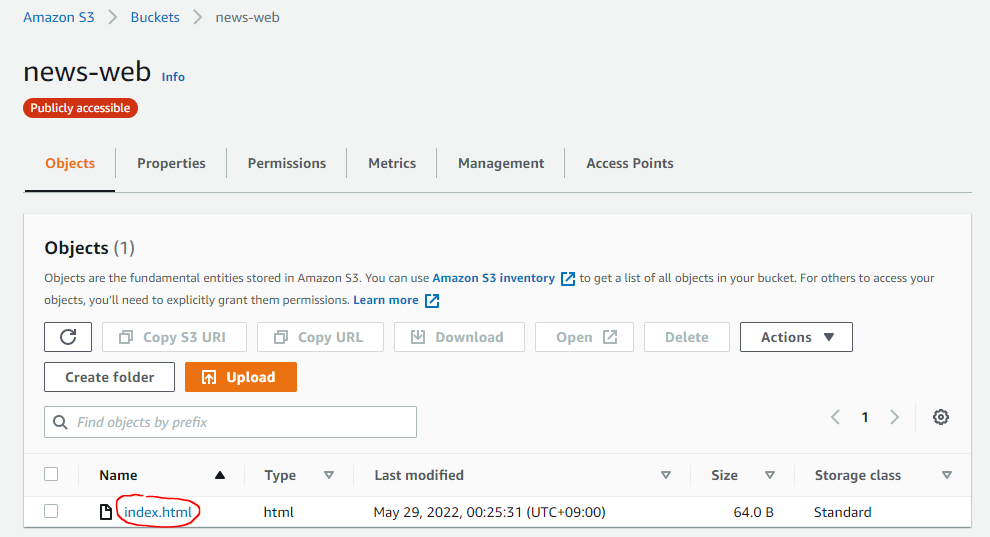 Amazon S3 > Buckets > news-web
news-web Info
Publicly accessible
Objects Properties Permissions Metrics Management Access Points
Objects (1)
Objects are the fundamental entities stored in Amazon S3. You can use Amazon S3 inventory to get a list of all objects in your bucket. For others to access your
objects, you'll need to explicitly grant them permissions. Learn more
Copy S3 URI Copy URL Download Open Delete Actions
Create folder Upload
Find objects by prefix 1
Name Type Last modified Size Storage class
index.html html May 29, 2022, 00:25:31 (UTC+09:00) 64.0 B Standard